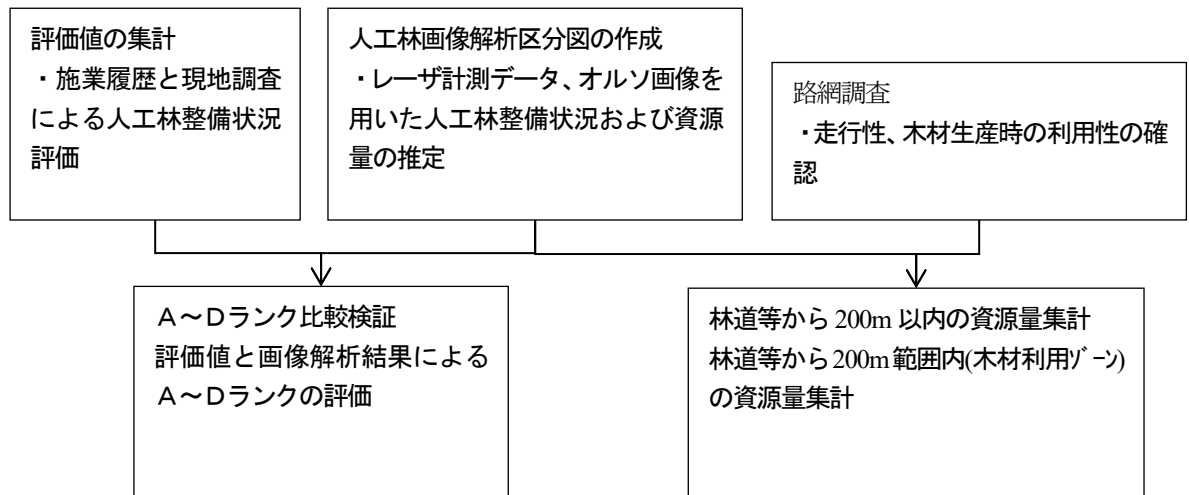 評価値の集計
・施業履歴と現地調査
による人工林整備状況
評価
人工林画像解析区分図の作成
・レーザ計測データ、オルソ画像を
用いた人工林整備状況および資源
量の推定
路網調査
・走行性、木材生産時の利用性の確
認
A~Dランク比較検証
評価値と画像解析結果による
A~Dランクの評価
林道等から200m以内の資源量集計
林道等から200m範囲内(木材利用ｿﾞｰﾝ)
の資源量集計